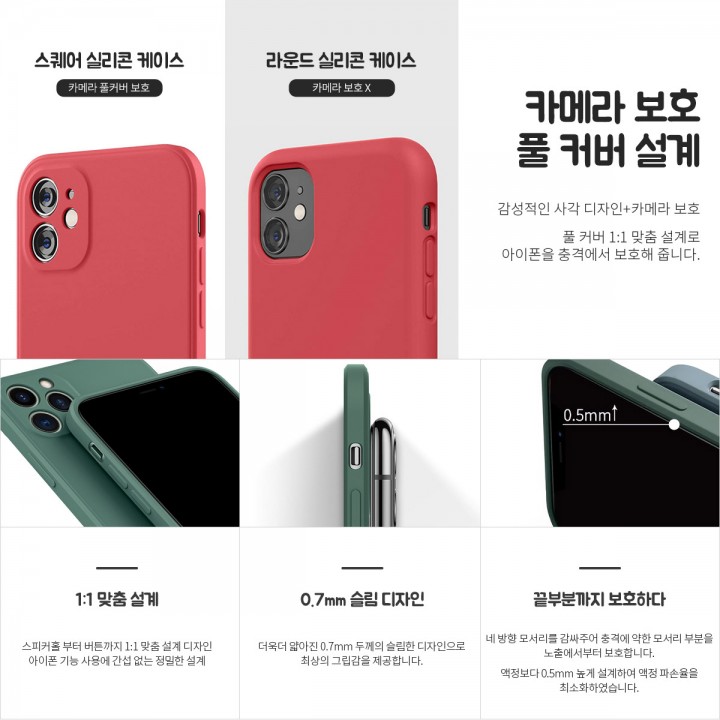 스퀘어 실리콘 케이스
카메라 풀커버 보호
라운드 실리콘 케이스
카메라 보호 X
카메라 보호
풀 커버 설계
감성적인 사각 디자인+카메라 보호
풀 커버 1:1 맞춤 설계로
아이폰을 충격에서 보호해 줍니다.
0.5mm↑
1:1 맞춤 설계
스피커홀 부터 버튼까지 1:1 맞춤 설계 디자인
아이폰 기능 사용에 간섭 없는 정밀한 설계
0.7mm 슬림 디자인
더욱더 얇아진 0.7mm 두께의 슬림한 디자인으로
최상의 그립감을 제공합니다.
끝부분까지 보호하다
네 방향 모서리를 감싸주어 충격에 약한 모서리 부분을
노출에서부터 보호합니다.
액정보다 0.5mm 높게 설계하여 액정 파손율을
최소화하였습니다.